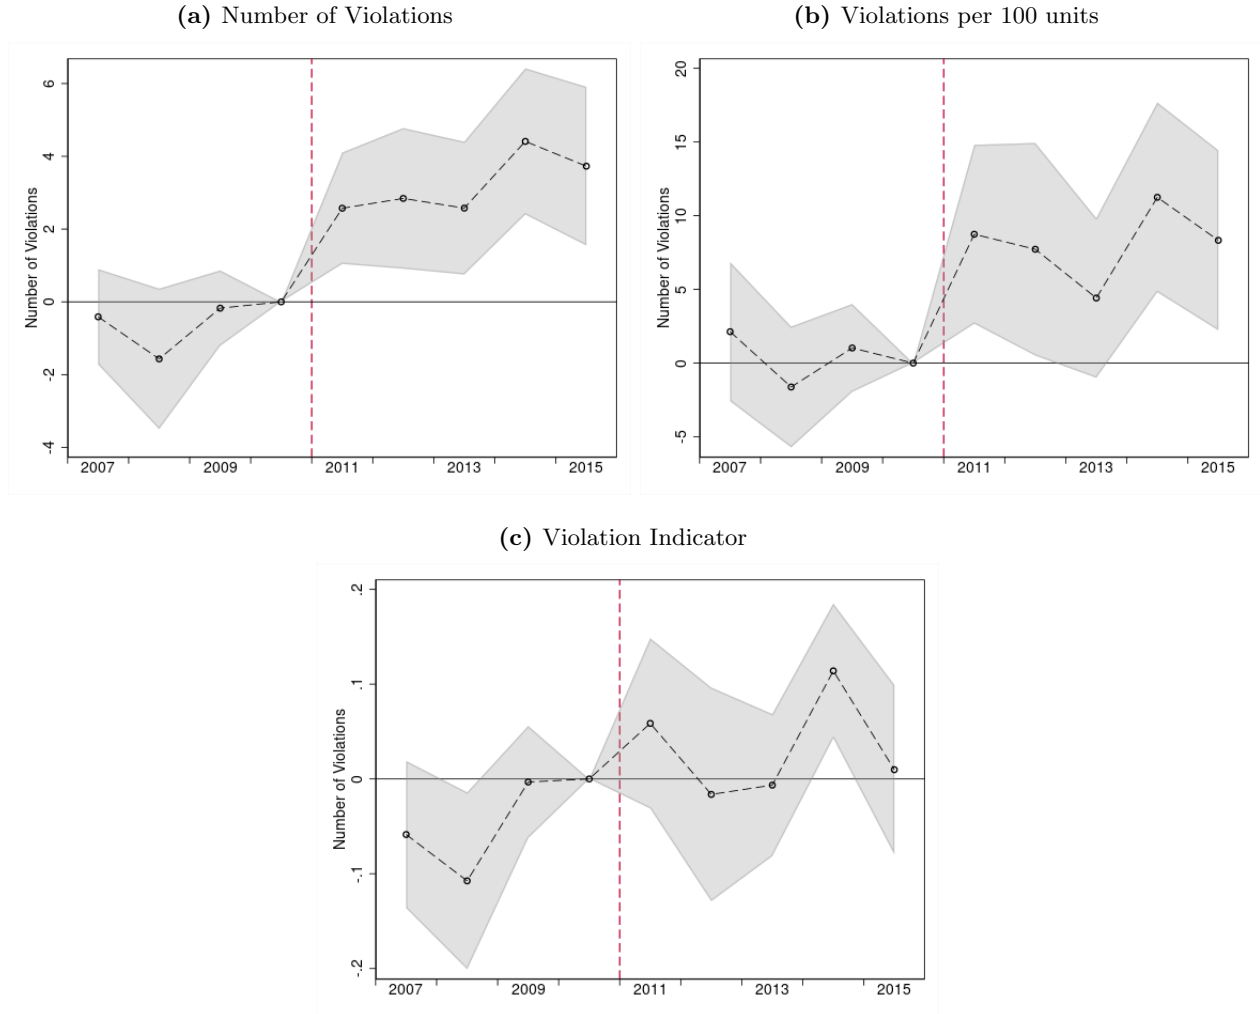 (a) Number of Violations
Number of Violations
6
4
2
0
-2
-4
2007 2009 2011 2013 2015
(b) Violations per 100 units
Number of Violations
20
15
10
5
0
-5
2007 2009 2011 2013 2015
(c) Violation Indicator
Number of Violations
.2
.1
0
-.1
-.2
2007 2009 2011 2013 2015